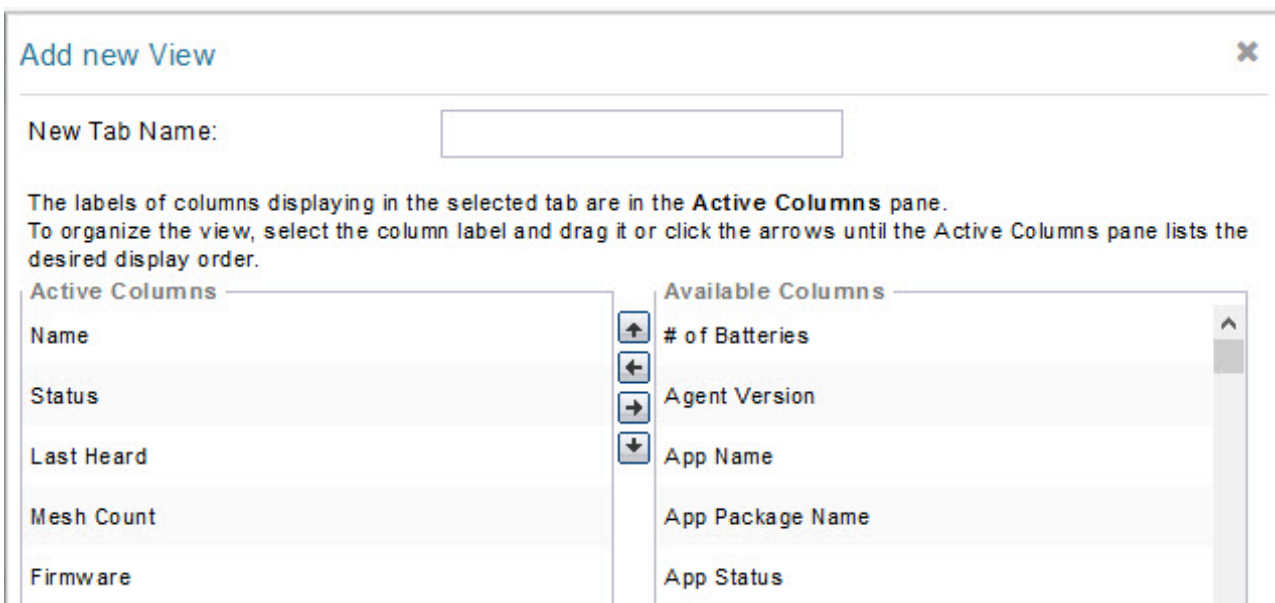 Add new View
New Tab Name:
The labels of columns displaying in the selected tab are in the Active Columns pane.
To organize the view, select the column label and drag it or click the arrows until the Active Columns pane lists the
desired display order.
Active Columns
Name
Status
Last Heard
Mesh Count
Firmware
Available Columns
# of Batteries
Agent Version
App Name
App Package Name
App Status